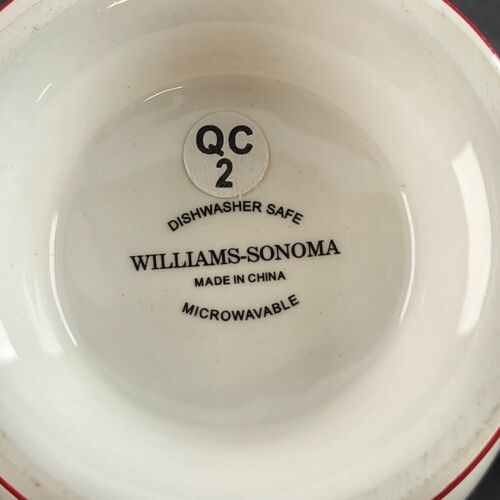 QC
2
DISHWASHER SAFE
WILLIAMS-SONOMA
MADE IN CHINA
MICROWAVABLE